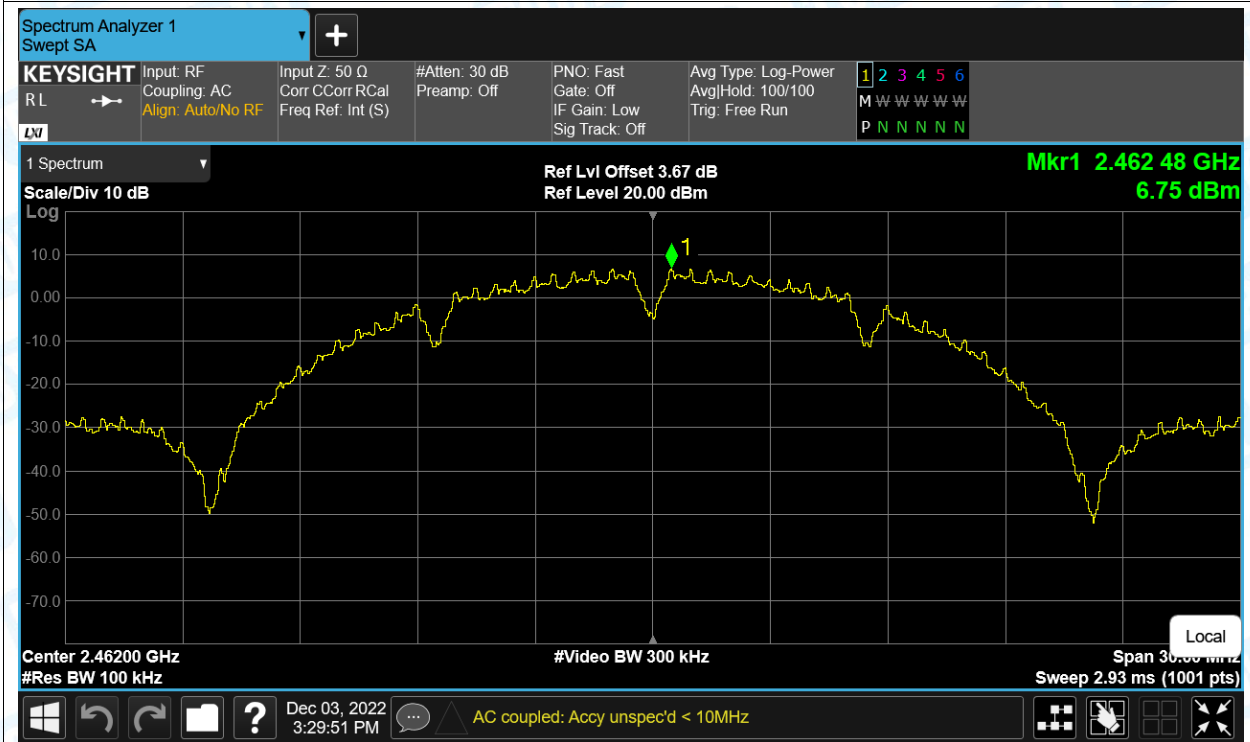 Spectrum Analyzer 1
Swept SA
+
KEYSIGHT
R L
LXI
Input: RF
Coupling: AC
Align: Auto/No RF
Input Z: 50 Ω
Corr CCorr RCal
Freq Ref: Int (S)
#Atten: 30 dB
Preamp: Off
PNO: Fast
Gate: Off
IF Gain: Low
Sig Track: Off
Avg Type: Log-Power
Avg|Hold: 100/100
Trig: Free Run
1 2 3 4 5 6
M W W W W W W
P N N N N N
1 Spectrum
Scale/Div 10 dB
Log
Ref Lvl Offset 3.67 dB
Ref Level 20.00 dBm
Mkr1 2.462 48 GHz
6.75 dBm
1
10.0
0.00
-10.0
-20.0
-30.0
-40.0
-50.0
-60.0
-70.0
Local
Center 2.46200 GHz
#Res BW 100 kHz
#Video BW 300 kHz
Span 30.00 MHz
Sweep 2.93 ms (1001 pts)
?
Dec 03, 2022
3:29:51 PM
AC coupled: Accy unspec'd < 10MHz